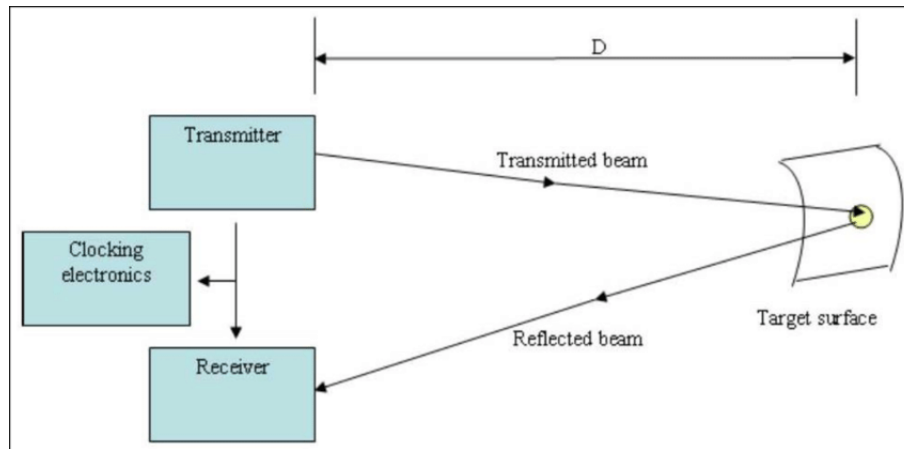 D
Transmitter
Transmitted beam
Clocking
electronics
Target surface
Reflected beam
Receiver